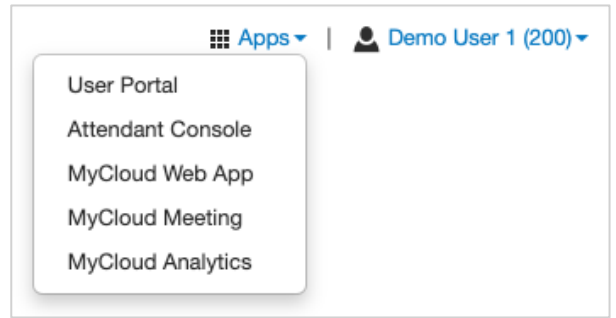 Apps | Demo User 1 (200)
User Portal
Attendant Console
MyCloud Web App
MyCloud Meeting
MyCloud Analytics